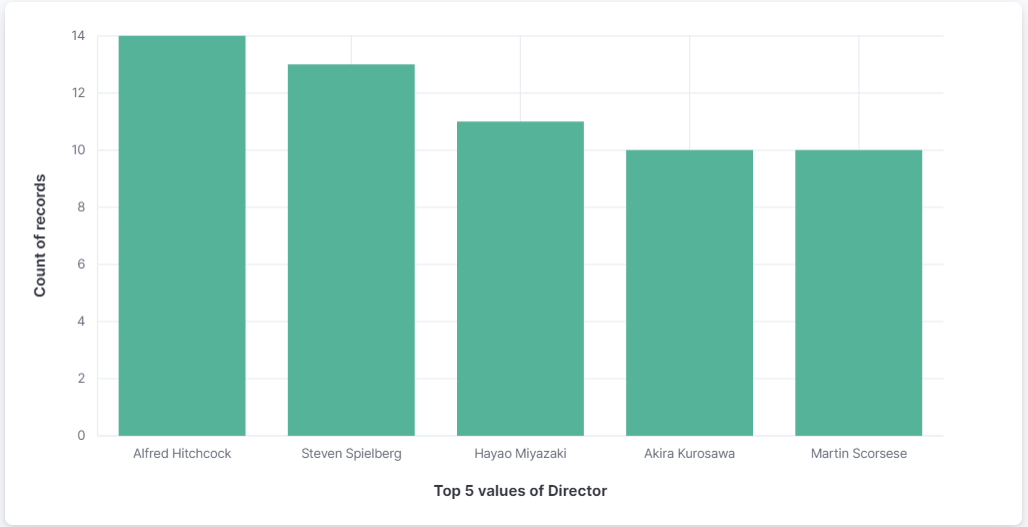 14
12
10
8
6
4
2
0
Count of records
Alfred Hitchcock Steven Spielberg Hayao Miyazaki Akira Kurosawa Martin Scorsese
Top 5 values of Director